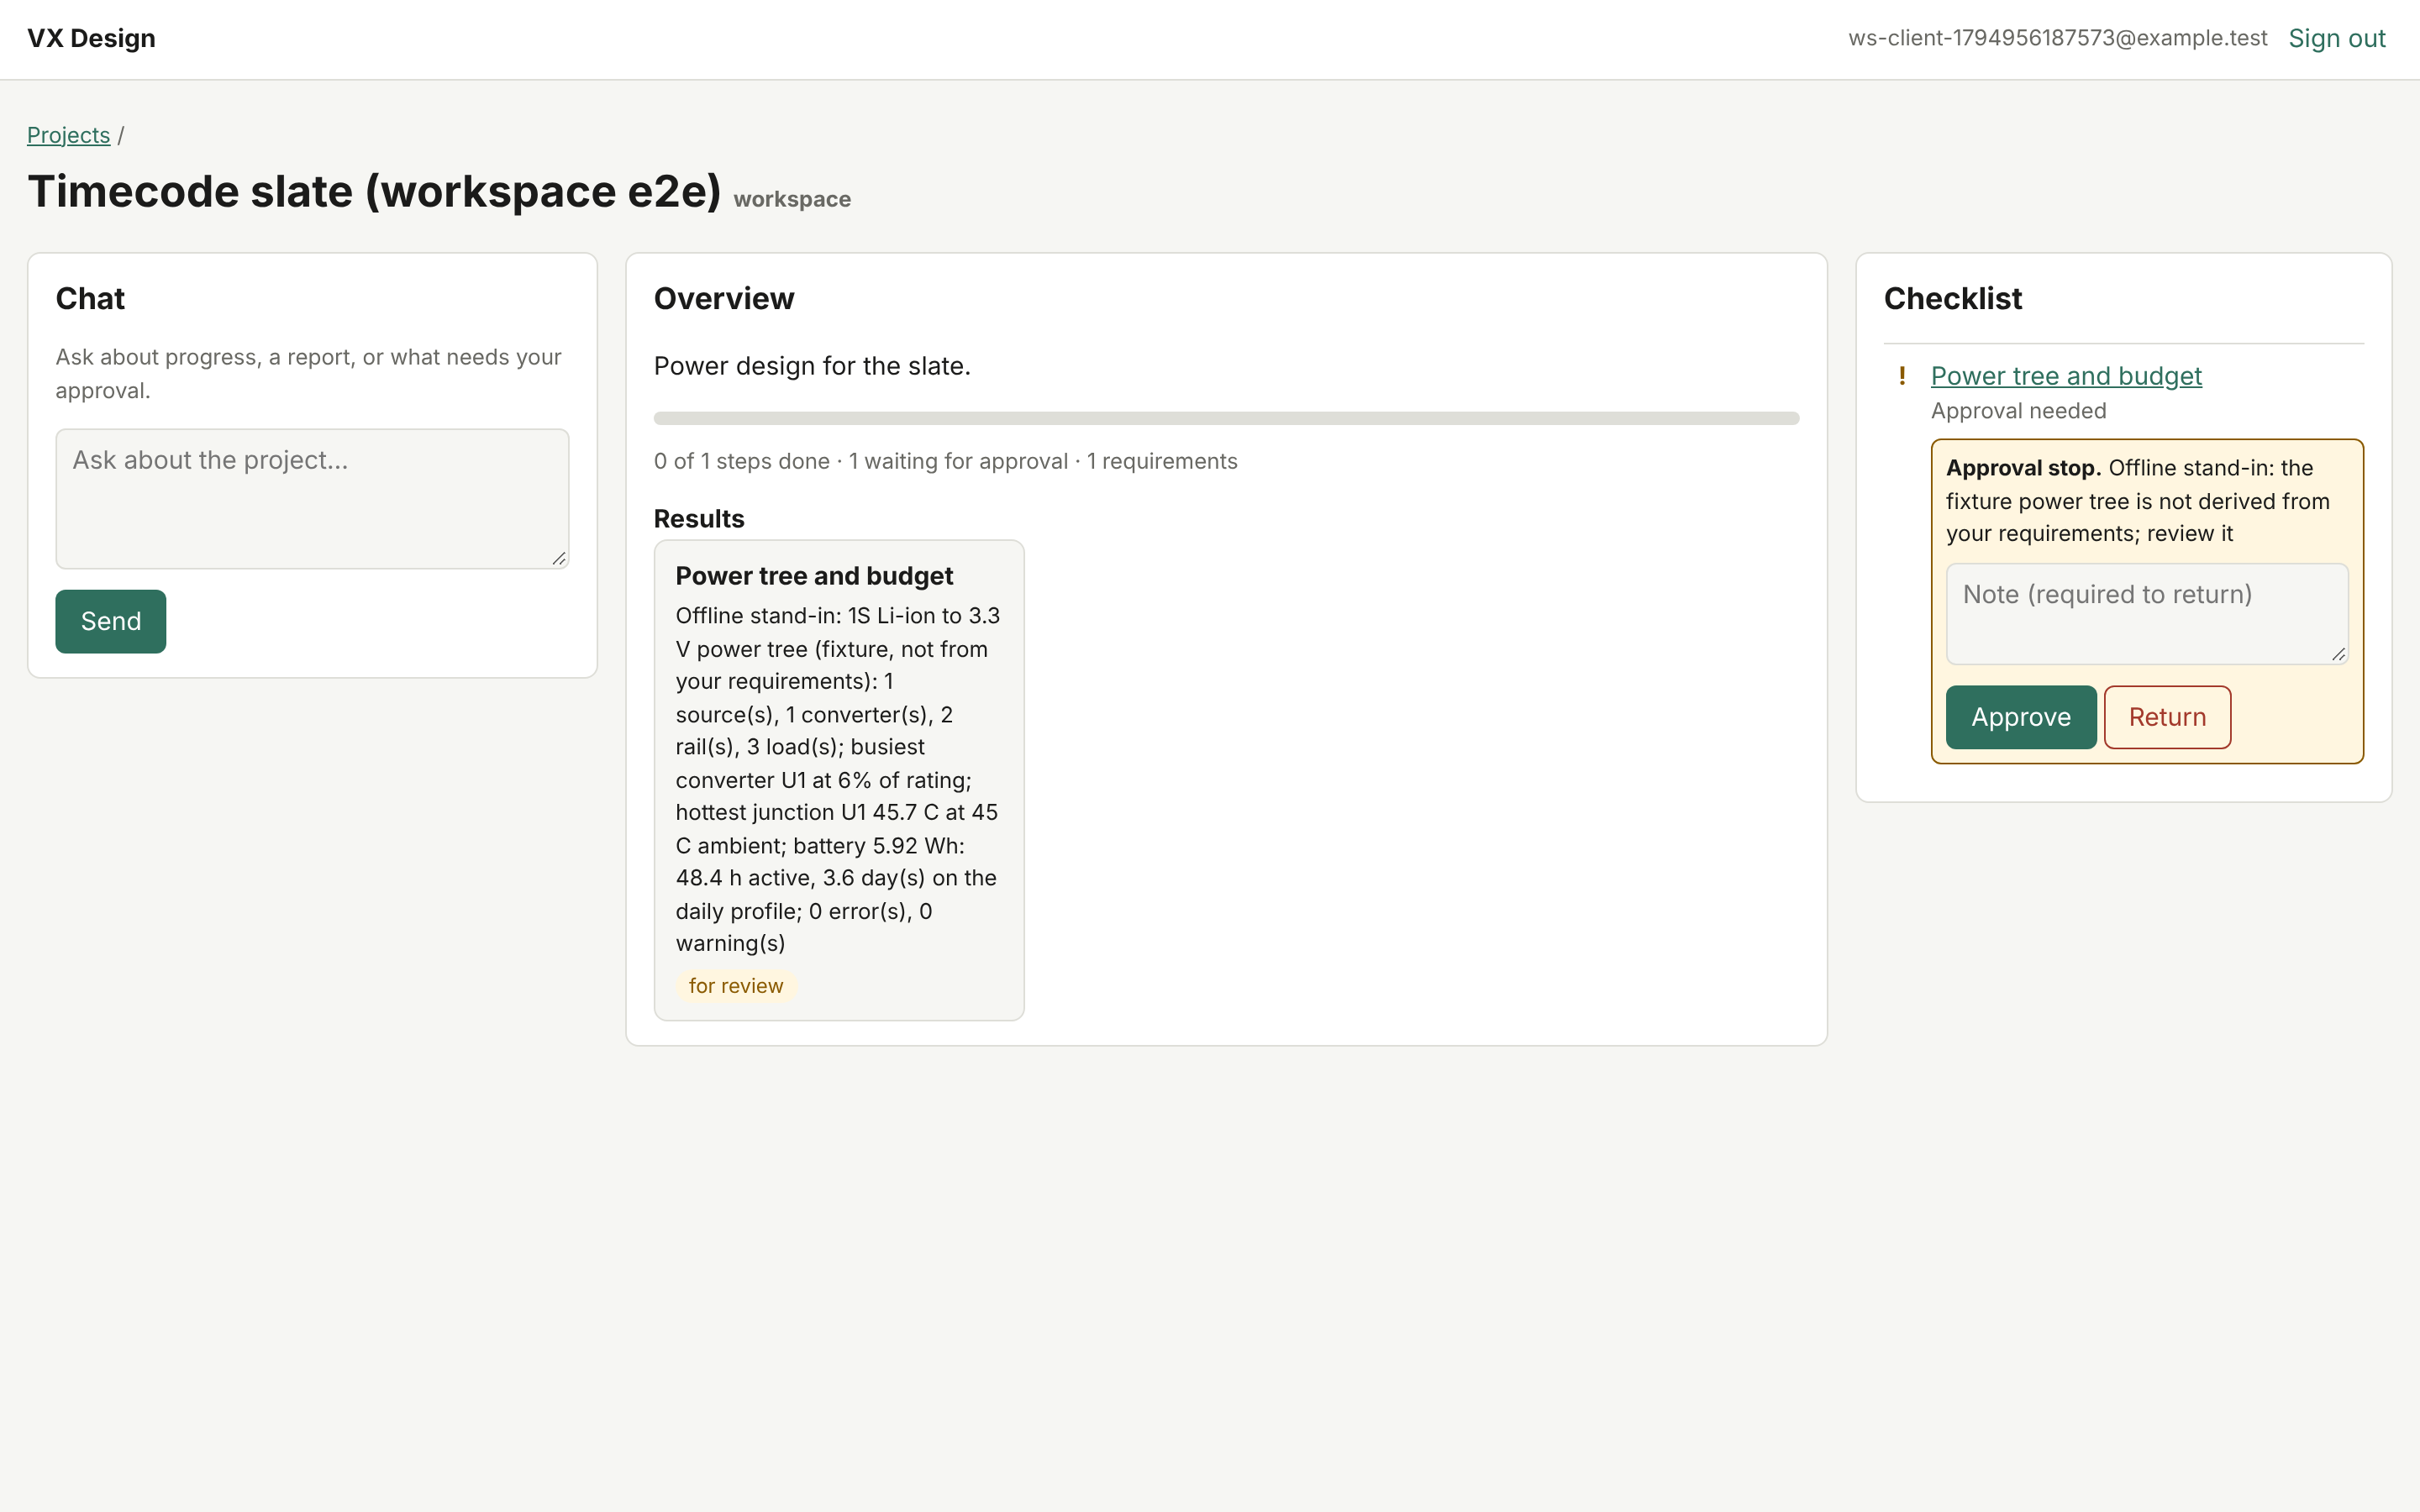 VX Design
ws-client-1794956187573@example.test
Sign out
Projects /
Timecode slate (workspace e2e) workspace
Chat
Ask about progress, a report, or what needs your
approval.
Ask about the project...
Send
Overview
Power design for the slate.
0 of 1 steps done · 1 waiting for approval · 1 requirements
Results
Power tree and budget
Offline stand-in: 1S Li-ion to 3.3
V power tree (fixture, not from
your requirements): 1
source(s), 1 converter(s), 2
rail(s), 3 load(s); busiest
converter U1 at 6% of rating;
hottest junction U1 45.7 C at 45
C ambient; battery 5.92 Wh:
48.4 h active, 3.6 day(s) on the
daily profile; 0 error(s), 0
warning(s)
for review
Checklist
! Power tree and budget
Approval needed
Approval stop. Offline stand-in: the
fixture power tree is not derived from
your requirements; review it
Note (required to return)
Approve
Return